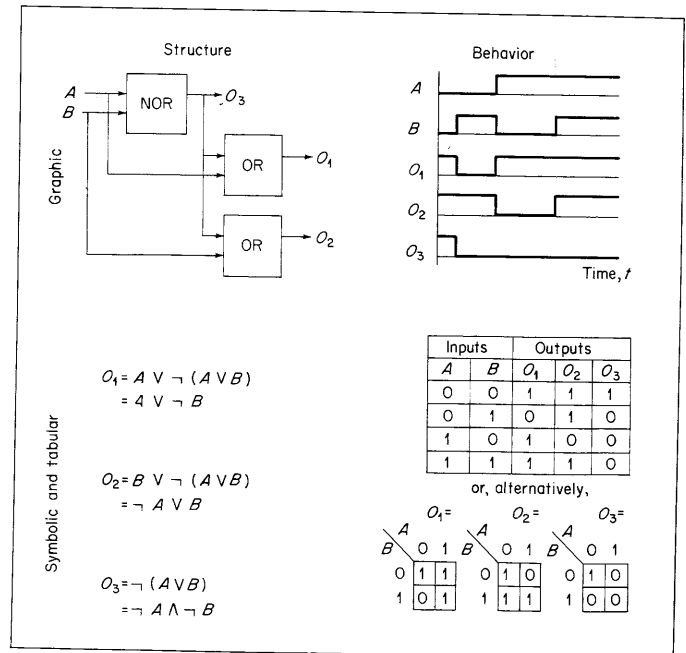 Structure
A
B
NOR
O3
OR
O1
OR
O2
Graphic
Behavior
A
B
O1
O2
O3
Time, t
Symbolic and tabular
O1 = A V ¬ (A V B)
= A V ¬ B
O2 = B V ¬ (A V B)
= ¬ A V B
O3 = ¬ (A V B)
= ¬ A Λ ¬ B
Inputs Outputs
A B O1 O2 O3
0 0 1 1 1
0 1 0 1 0
1 0 1 0 0
1 1 1 1 0
or, alternatively,
O1= O2= O3=
A A A
B 0 1 B 0 1 B 0 1
0 1 1 0 1 0 0 1 0
1 0 1 1 1 1 1 0 0